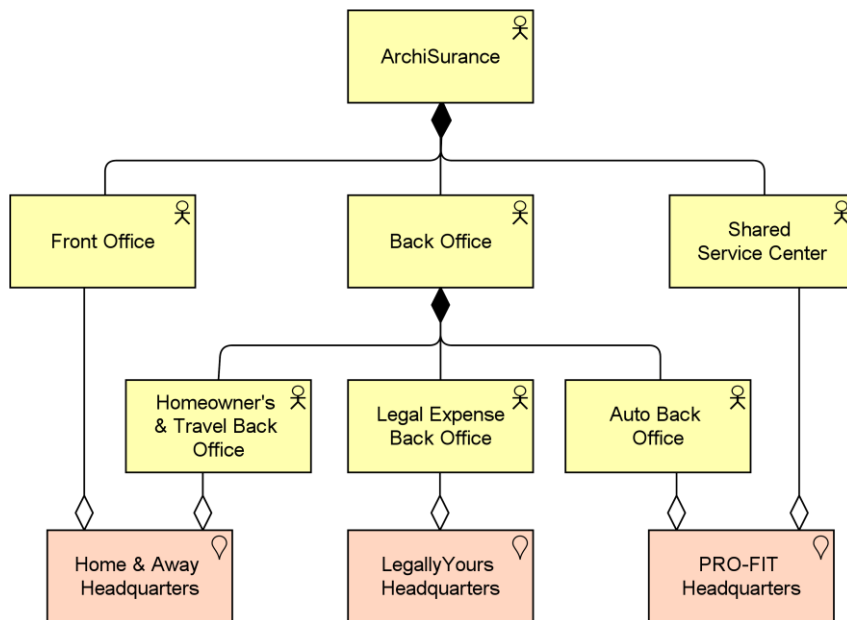 ArchiSurance
Front Office
Back Office
Shared
Service Center
Homeowner's
& Travel Back
Office
Legal Expense
Back Office
Auto Back
Office
Home & Away
Headquarters
LegallyYours
Headquarters
PRO-FIT
Headquarters